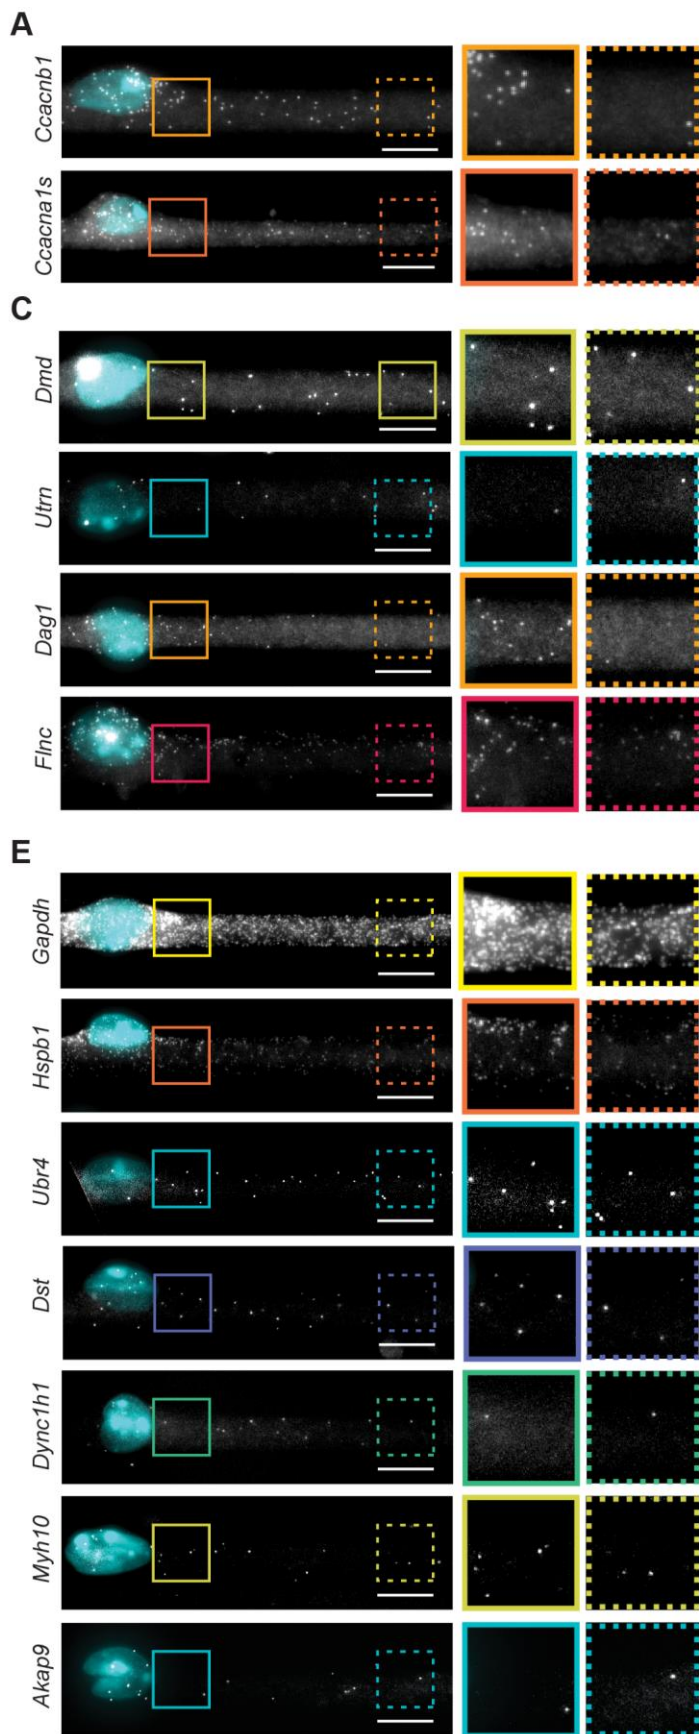 A
Ccacnb1
Ccacna1s
C
Dmd
Utrn
Dag1
Flnc
E
Gapdh
Hspb1
Ubr4
Dst
Dync1h1
Myh10
Akap9